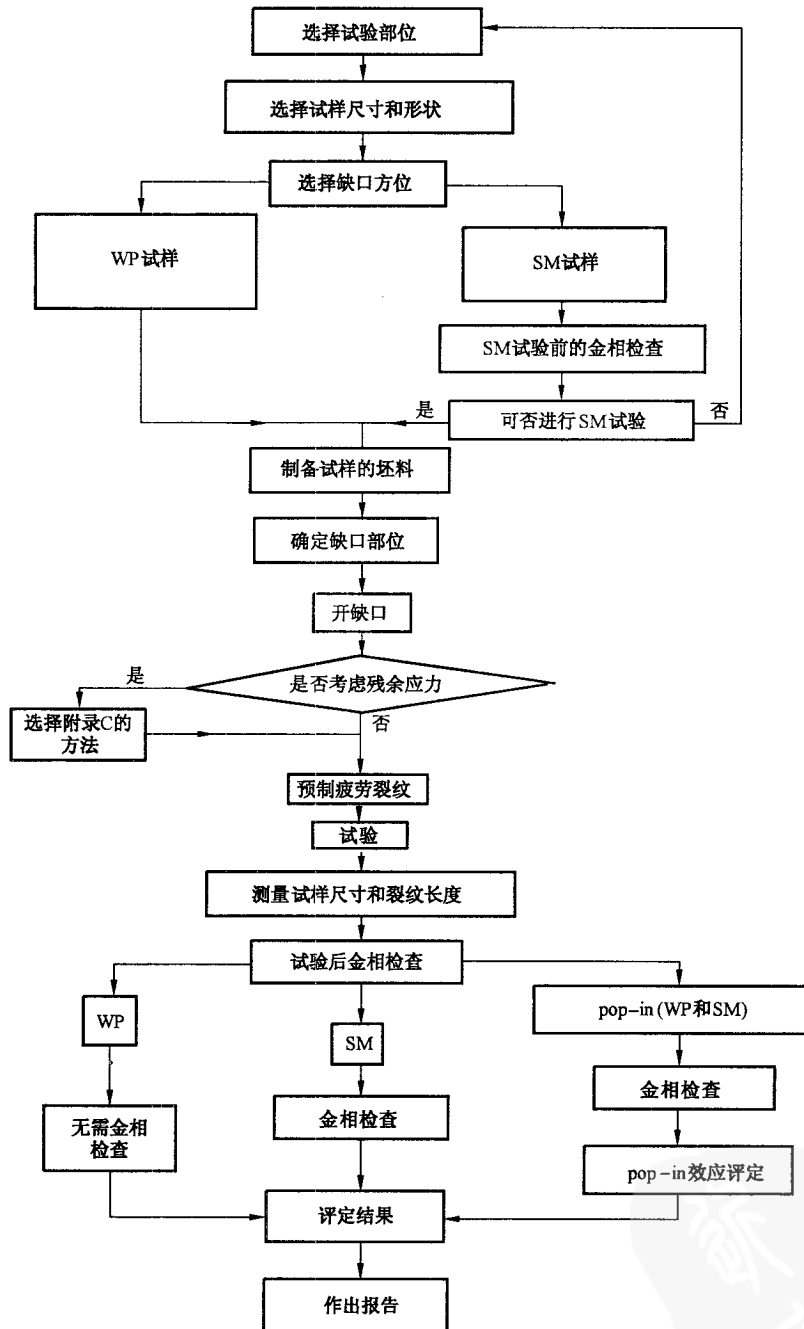 选择试验部位
选择试样尺寸和形状
选择缺口方位
WP试样
SM试样
SM试验前的金相检查
是
可否进行SM试验
否
制备试样的坯料
确定缺口部位
开缺口
是
是否考虑残余应力
选择附录C的
方法
否
预制疲劳裂纹
试验
测量试样尺寸和裂纹长度
试验后金相检查
WP
SM
pop-in(WP和SM)
无需金相
检查
金相检查
金相检查
pop-in效应评定
评定结果
作出报告